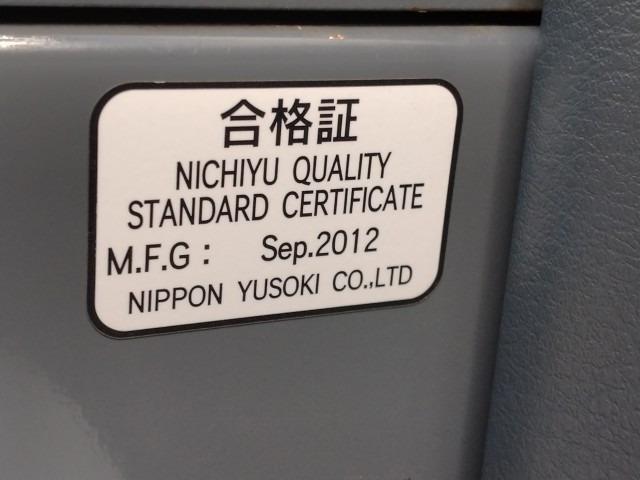 合格証
NICHIYU QUALITY
STANDARD CERTIFICATE
M.F.G : Sep.2012
NIPPON YUSOKI CO.,LTD